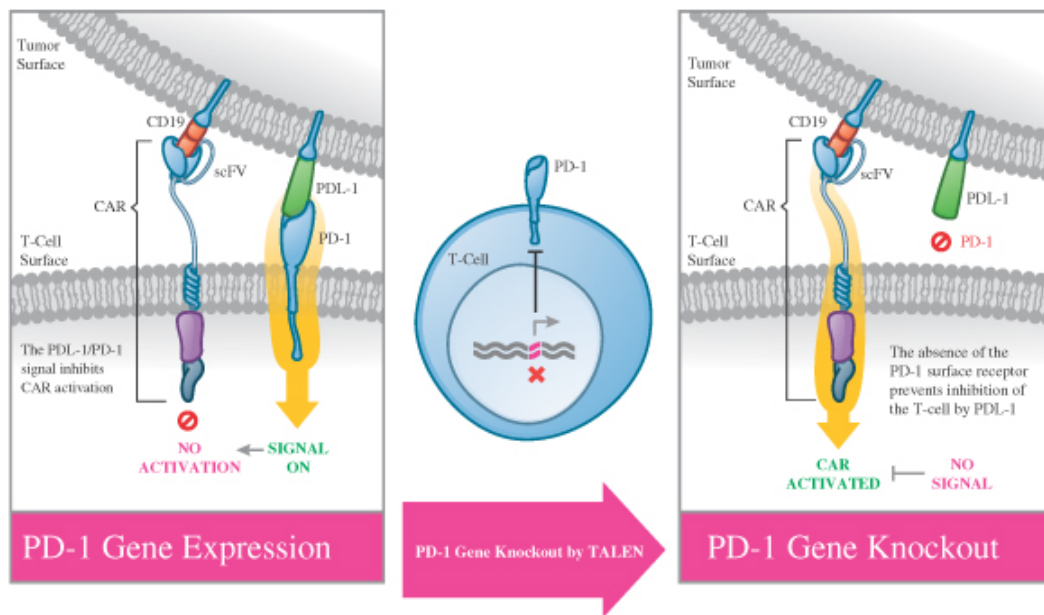 Tumor
Surface
CD19
scFV
PDL-1
CAR
PD-1
T-Cell
Surface
The PDL-1/PD-1
signal inhibits
CAR activation
NO
ACTIVATION
SIGNAL
ON
PD-1 Gene Expression
PD-1
T-Cell
PD-1 Gene Knockout by TALEN
Tumor
Surface
CD19
scFV
PDL-1
CAR
PD-1
T-Cell
Surface
The absence of the
PD-1 surface receptor
prevents inhibition of
the T-cell by PDL-1
CAR
ACTIVATED
NO
SIGNAL
PD-1 Gene Knockout